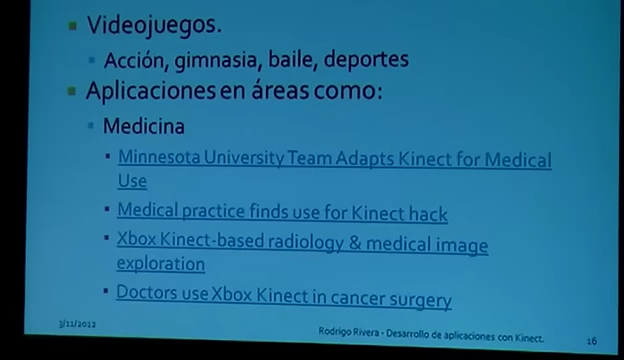 Videojuegos.
Acción, gimnasia, baile, deportes
Aplicaciones en áreas como:
Medicina
Minnesota University Team Adapts Kinect for Medical
Use
Medical practice finds use for Kinect hack
Xbox Kinect-based radiology & medical image
exploration
Doctors use Xbox Kinect in cancer surgery
3/11/2012
Rodrigo Rivera - Desarrollo de aplicaciones con Kinect.
16